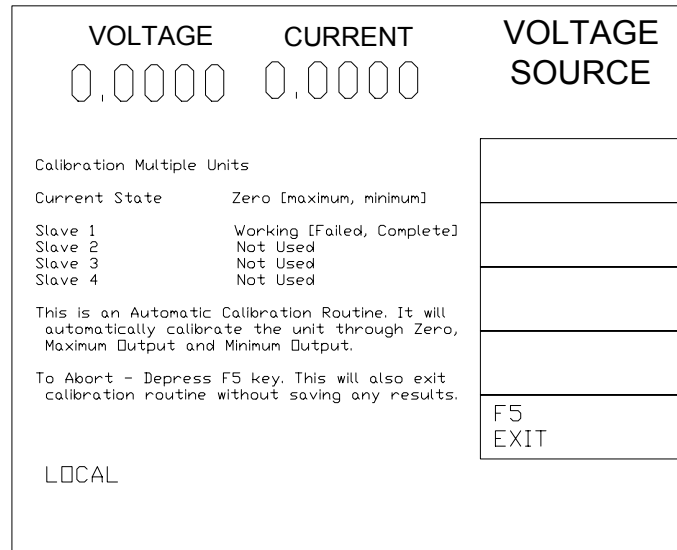 VOLTAGE CURRENT VOLTAGE SOURCE
0.0000 0.0000
Calibration Multiple Units
Current State Zero [maximum, minimum]
Slave 1 Working [Failed, Complete]
Slave 2 Not Used
Slave 3 Not Used
Slave 4 Not Used
This is an Automatic Calibration Routine. It will
automatically calibrate the unit through Zero,
Maximum Output and Minimum Output.
To Abort - Depress F5 key. This will also exit
calibration routine without saving any results.
F5
EXIT
LOCAL